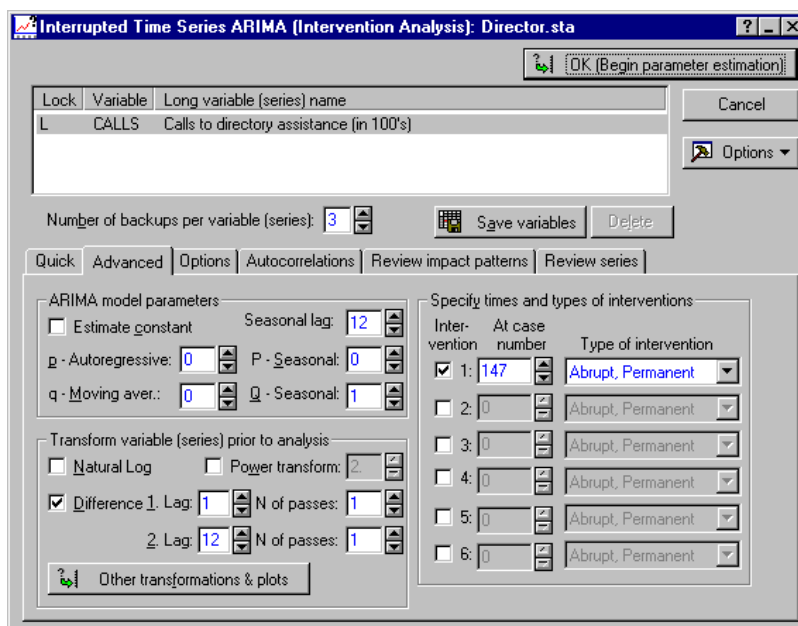 Interrupted Time Series ARIMA (Intervention Analysis): Director.sta
OK (Begin parameter estimation)
Lock Variable Long variable (series) name
L CALLS Calls to directory assistance (in 100's)
Cancel
Options
Number of backups per variable (series): 3
Save variables Delete
Quick Advanced Options Autocorrelations Review impact patterns Review series
ARIMA model parameters
Estimate constant Seasonal lag: 12
p - Autoregressive: 0 P - Seasonal: 0
q - Moving aver.: 0 Q - Seasonal: 1
Transform variable (series) prior to analysis
Natural Log Power transform: 2.
Difference 1. Lag: 1 N of passes: 1
2. Lag: 12 N of passes: 1
Other transformations & plots
Specify times and types of interventions
Inter- At case
vention number Type of intervention
1: 147 Abrupt, Permanent
2: 0 Abrupt, Permanent
3: 0 Abrupt, Permanent
4: 0 Abrupt, Permanent
5: 0 Abrupt, Permanent
6: 0 Abrupt, Permanent